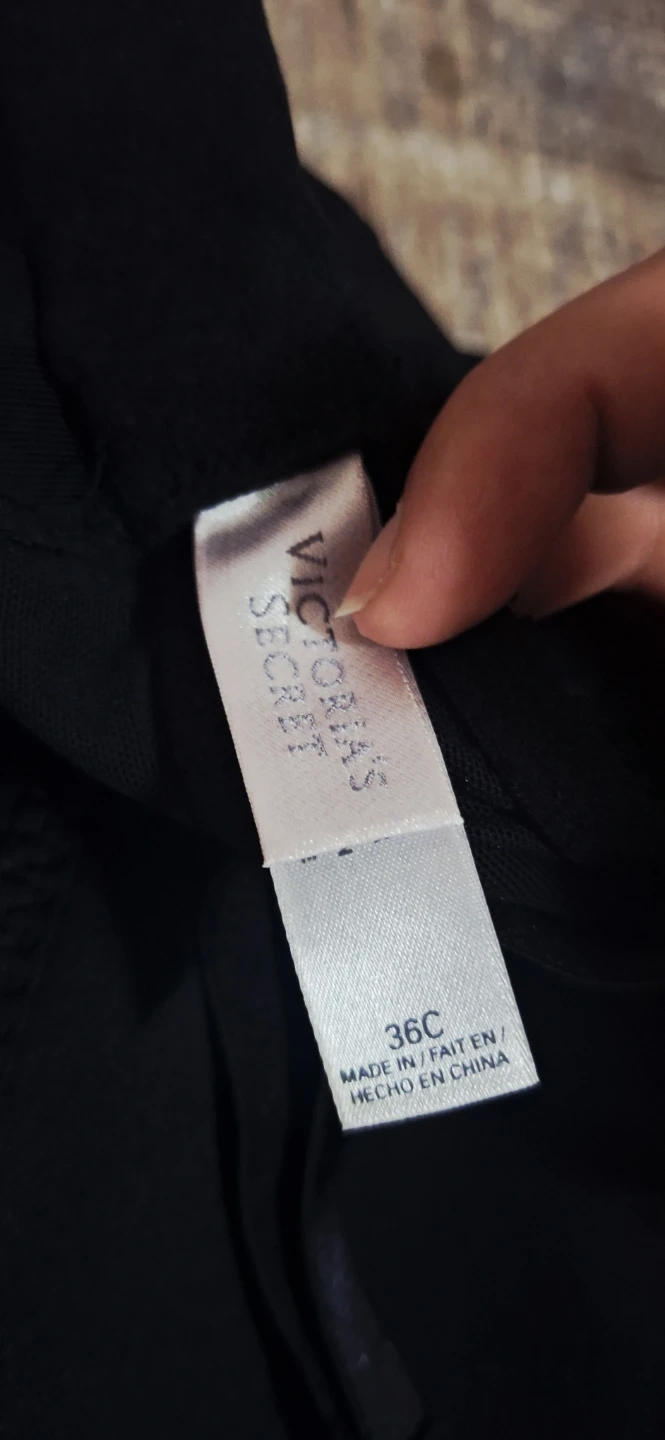 VICTORIA'S
SECRET
36C
MADE IN / FAIT EN /
HECHO EN CHINA